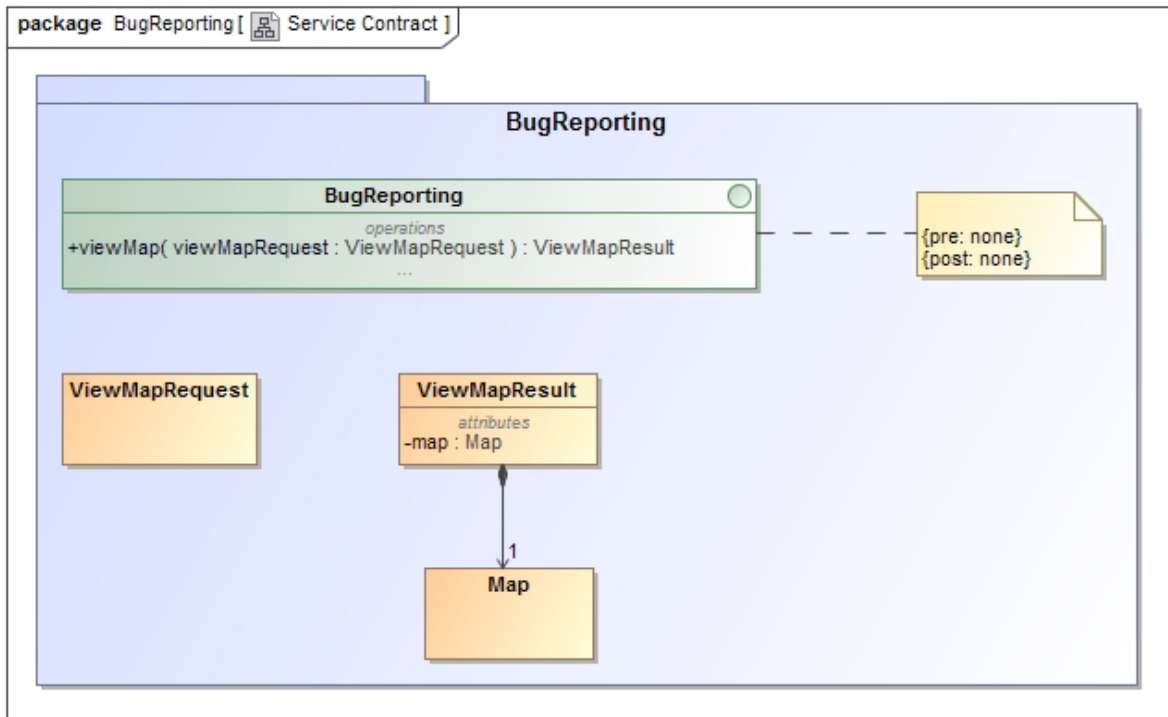 package BugReporting [ Service Contract ]
BugReporting
BugReporting
operations
+viewMap( viewMapRequest : ViewMapRequest ) : ViewMapResult
...
{pre: none}
{post: none}
ViewMapRequest
ViewMapResult
attributes
-map : Map
1
Map